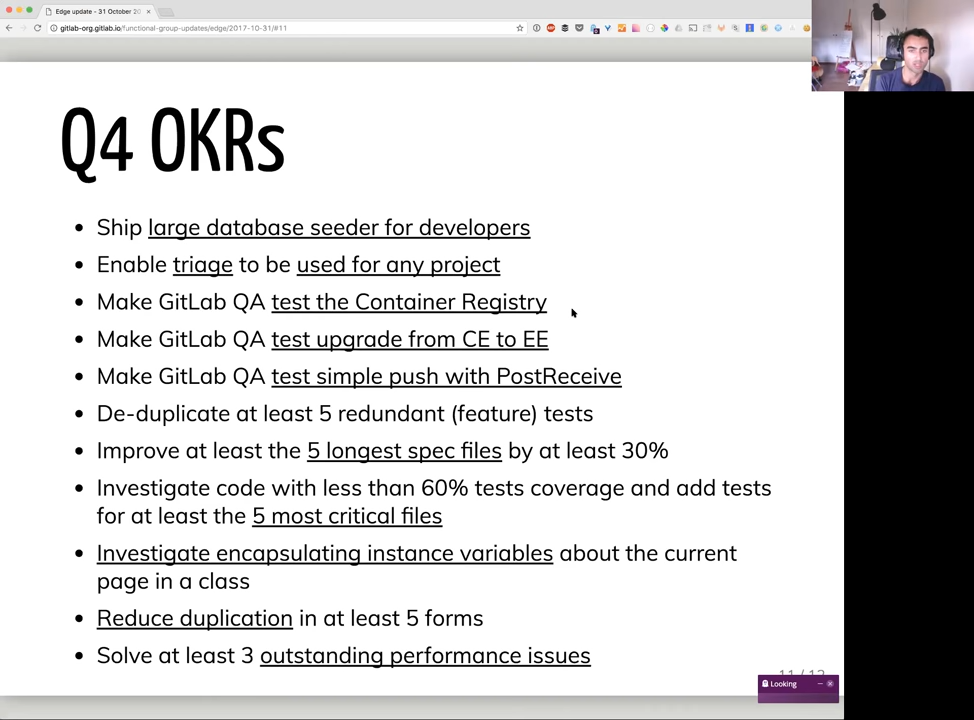 Edge update - 31 October 20
gitlab-org.gitlab.io/functional-group-updates/edge/2017-10-31/#11
Q4 OKRs
Ship large database seeder for developers
Enable triage to be used for any project
Make GitLab QA test the Container Registry
Make GitLab QA test upgrade from CE to EE
Make GitLab QA test simple push with PostReceive
De-duplicate at least 5 redundant (feature) tests
Improve at least the 5 longest spec files by at least 30%
Investigate code with less than 60% tests coverage and add tests
for at least the 5 most critical files
Investigate encapsulating instance variables about the current
page in a class
Reduce duplication in at least 5 forms
Solve at least 3 outstanding performance issues
Looking